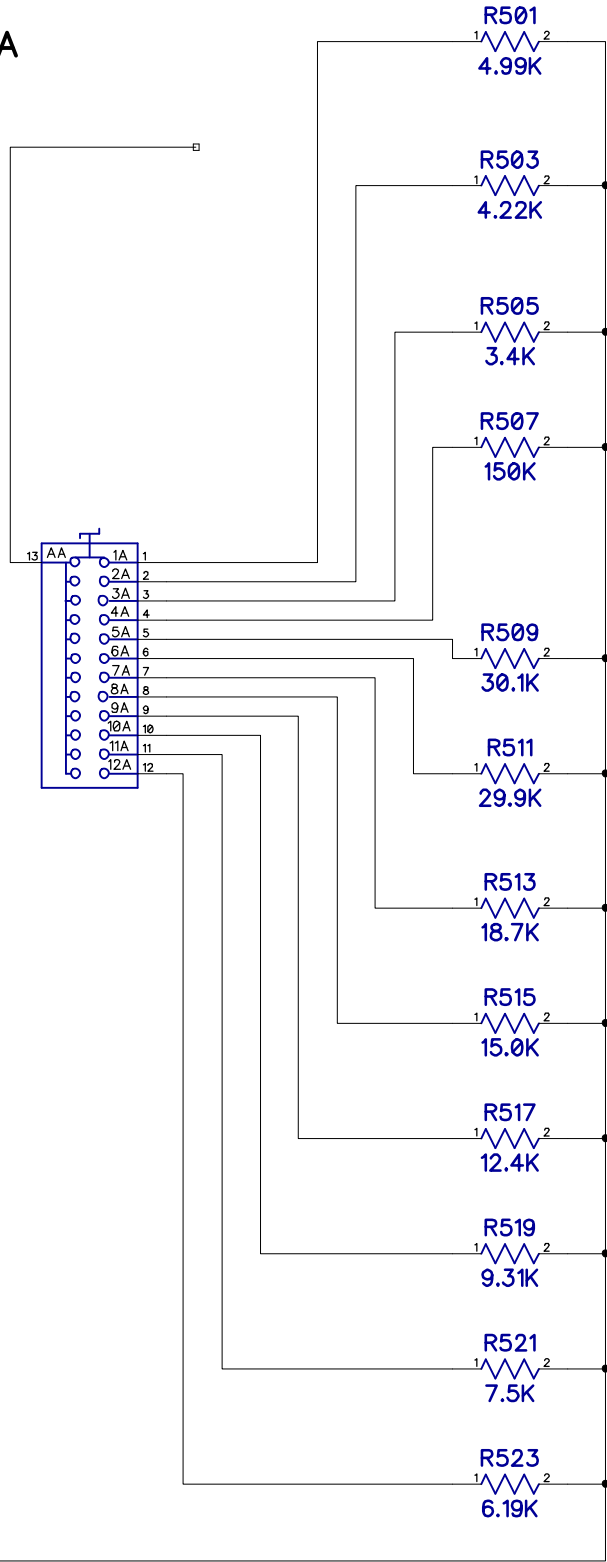 A
R501
1 2
4.99K
R503
1 2
4.22K
R505
1 2
3.4K
R507
1 2
150K
13 AA 1A 1
2A 2
3A 3
4A 4
5A 5
6A 6
7A 7
8A 8
9A 9
10A 10
11A 11
12A 12
R509
1 2
30.1K
R511
1 2
29.9K
R513
1 2
18.7K
R515
1 2
15.0K
R517
1 2
12.4K
R519
1 2
9.31K
R521
1 2
7.5K
R523
1 2
6.19K